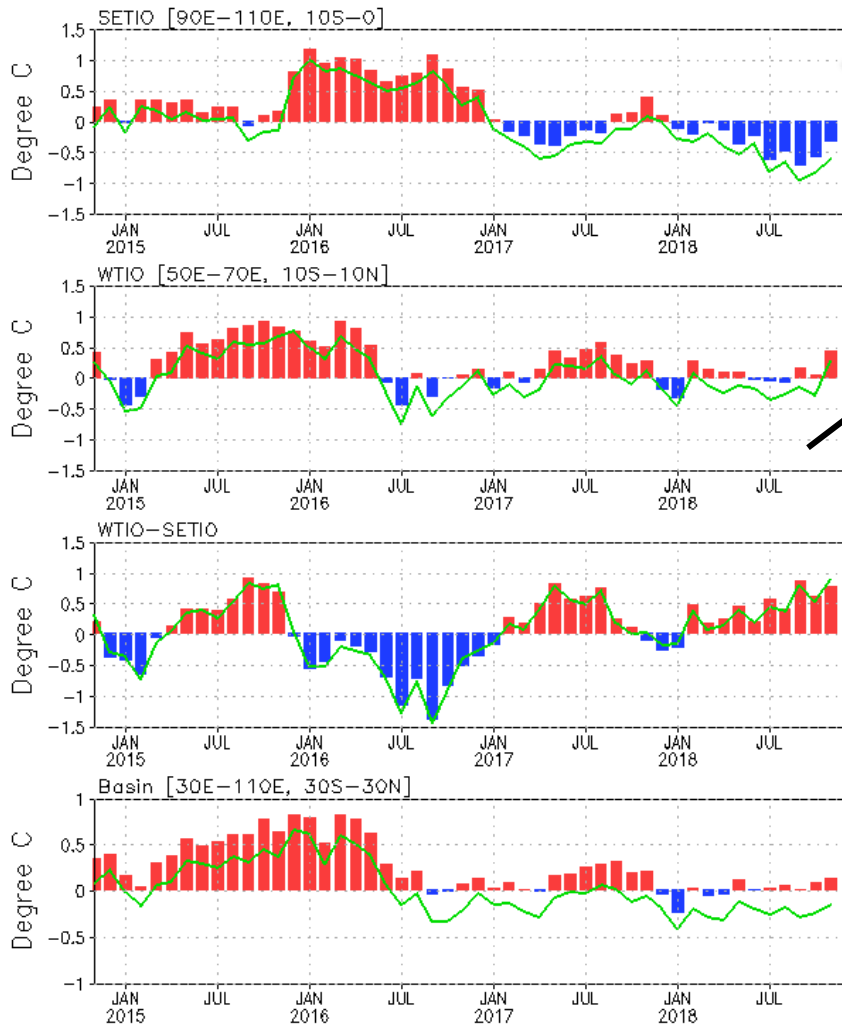 SETIO [90E-110E, 10S-0]
1.5
1
0.5
0
-0.5
-1
-1.5
Degree C
JAN JUL JAN JUL JAN JUL JAN JUL
2015 2016 2017 2018
WTIO [50E-70E, 10S-10N]
1.5
1
0.5
0
-0.5
-1
-1.5
Degree C
JAN JUL JAN JUL JAN JUL JAN JUL
2015 2016 2017 2018
WTIO-SETIO
1.5
1
0.5
0
-0.5
-1
-1.5
Degree C
JAN JUL JAN JUL JAN JUL JAN JUL
2015 2016 2017 2018
Basin [30E-110E, 30S-30N]
1
0.5
0
-0.5
-1
Degree C
JAN JUL JAN JUL JAN JUL JAN JUL
2015 2016 2017 2018